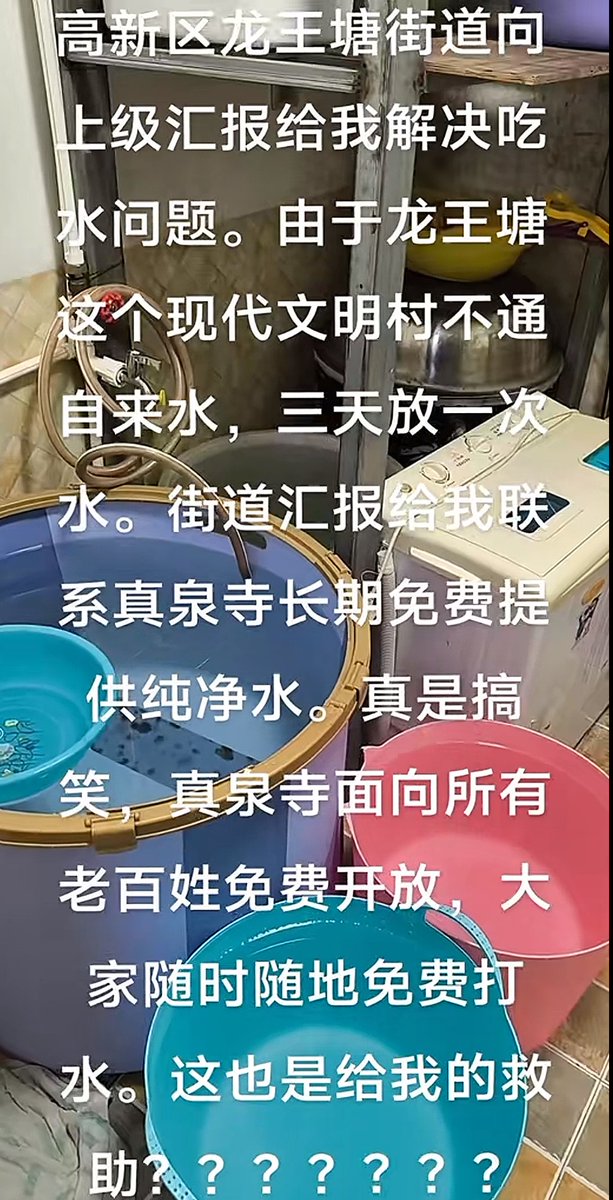 高新区龙王塘街道向
上级汇报给我解决吃
水问题。由于龙王塘
这个现代文明村不通
自来水，三天放一次
水。街道汇报给我联
系真泉寺长期免费提
供纯净水。真是搞
笑，真泉寺面向所有
老百姓免费开放，大
家随时随地免费打
水。这也是给我的救
助？？？？？？？